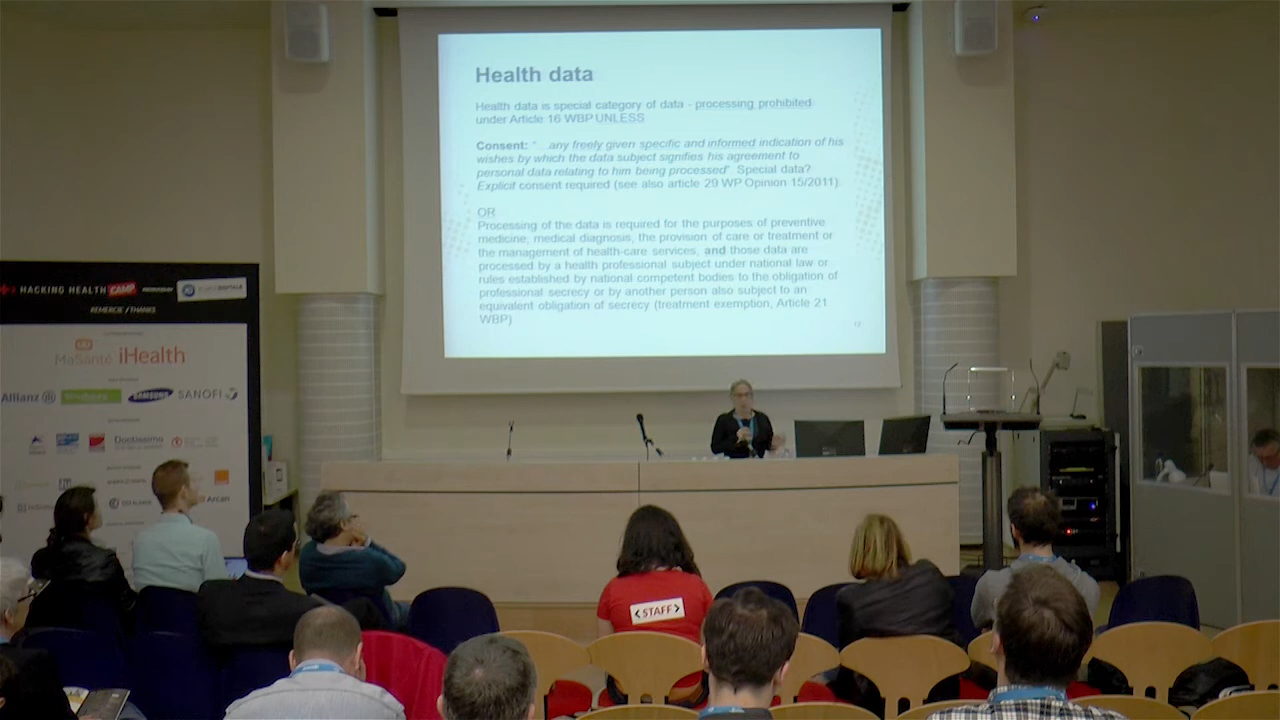 Health data
Health data is special category of data - processing prohibited
under Article 16 WBP UNLESS
Consent: "...any freely given specific and informed indication of his
wishes by which the data subject signifies his agreement to
personal data relating to him being processed". Special data?
Explicit consent required (see also article 29 WP Opinion 15/2011)
OR
Processing of the data is required for the purposes of preventive
medicine, medical diagnosis, the provision of care or treatment or
the management of health-care services, and those data are
processed by a health professional subject under national law or
rules established by national competent bodies to the obligation of
professional secrecy or by another person also subject to an
equivalent obligation of secrecy (treatment exemption, Article 21
WBP)
12
HACKING HEALTH CAMP
REMERCIE / THANKS
MaSanté iHealth
Allianz
SAMSUNG
SANOFI
Doctissimo
Arcan
<STAFF>